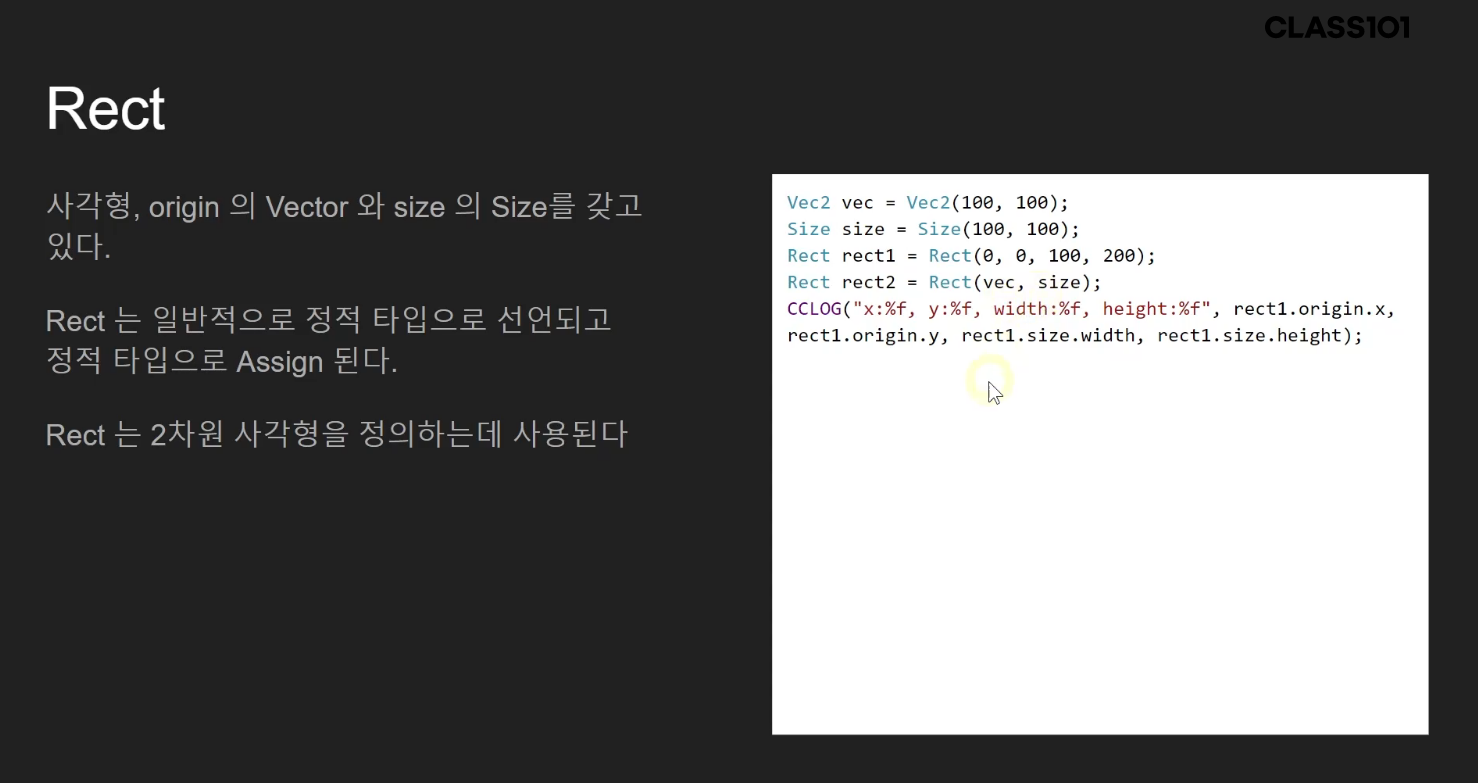 CLASS101
Rect
사각형, origin 의 Vector 와 size 의 Size를 갖고
있다.
Rect 는 일반적으로 정적 타입으로 선언되고
정적 타입으로 Assign 된다.
Rect 는 2차원 사각형을 정의하는데 사용된다
Vec2 vec = Vec2(100, 100);
Size size = Size(100, 100);
Rect rect1 = Rect(0, 0, 100, 200);
Rect rect2 = Rect(vec, size);
CCLOG("x:%f, y:%f, width:%f, height:%f", rect1.origin.x,
rect1.origin.y, rect1.size.width, rect1.size.height);